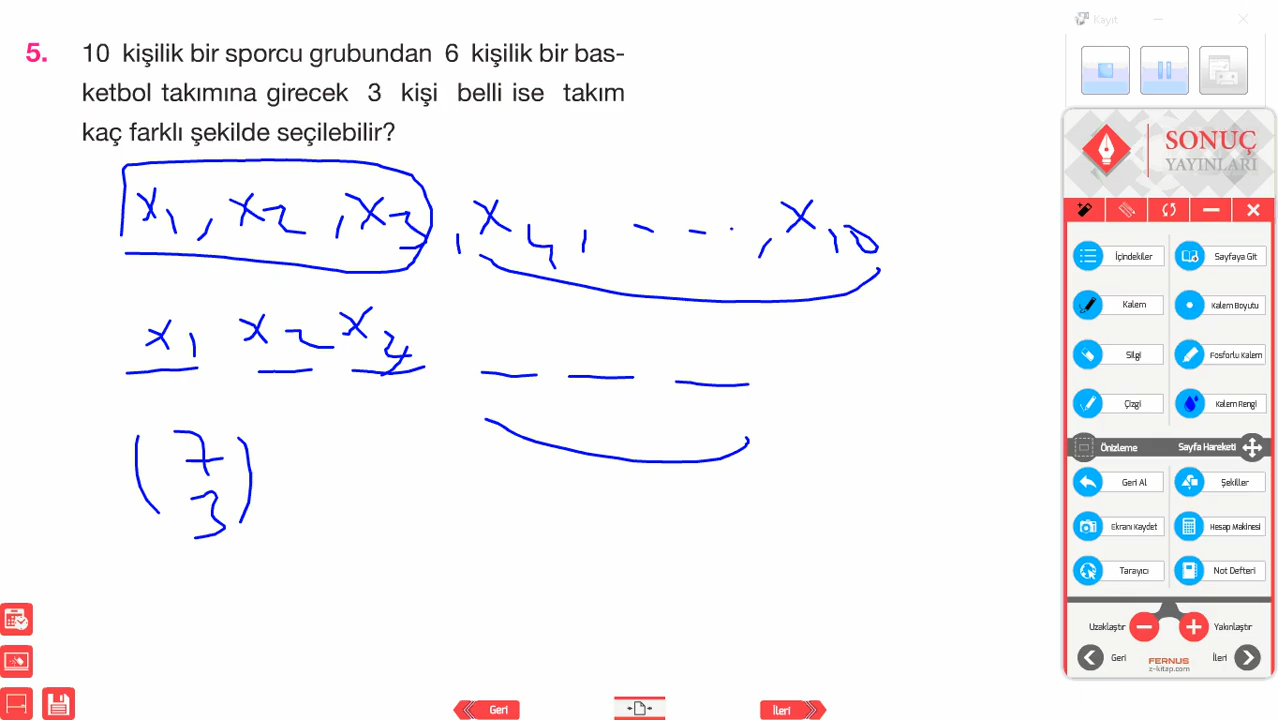 Kayıt
5. 10 kişilik bir sporcu grubundan 6 kişilik bir bas-
ketbol takımına girecek 3 kişi belli ise takım
kaç farklı şekilde seçilebilir?
x1, x2, x3, x4, - - ., x10
x1 x2 x3
(7
3)
SONUÇ
YAYINLARI
İçindekiler
Sayfaya Git
Kalem
Kalem Boyutu
Silgi
Fosforlu Kalem
Çizgi
Kalem Rengi
Önizleme
Sayfa Hareketi
Geri Al
Şekiller
Ekranı Kaydet
Hesap Makinesi
Tarayıcı
Not Defteri
Uzaklaştır
Yakınlaştır
Geri
FERNUS
z-kitap.com
İleri
Geri
İleri